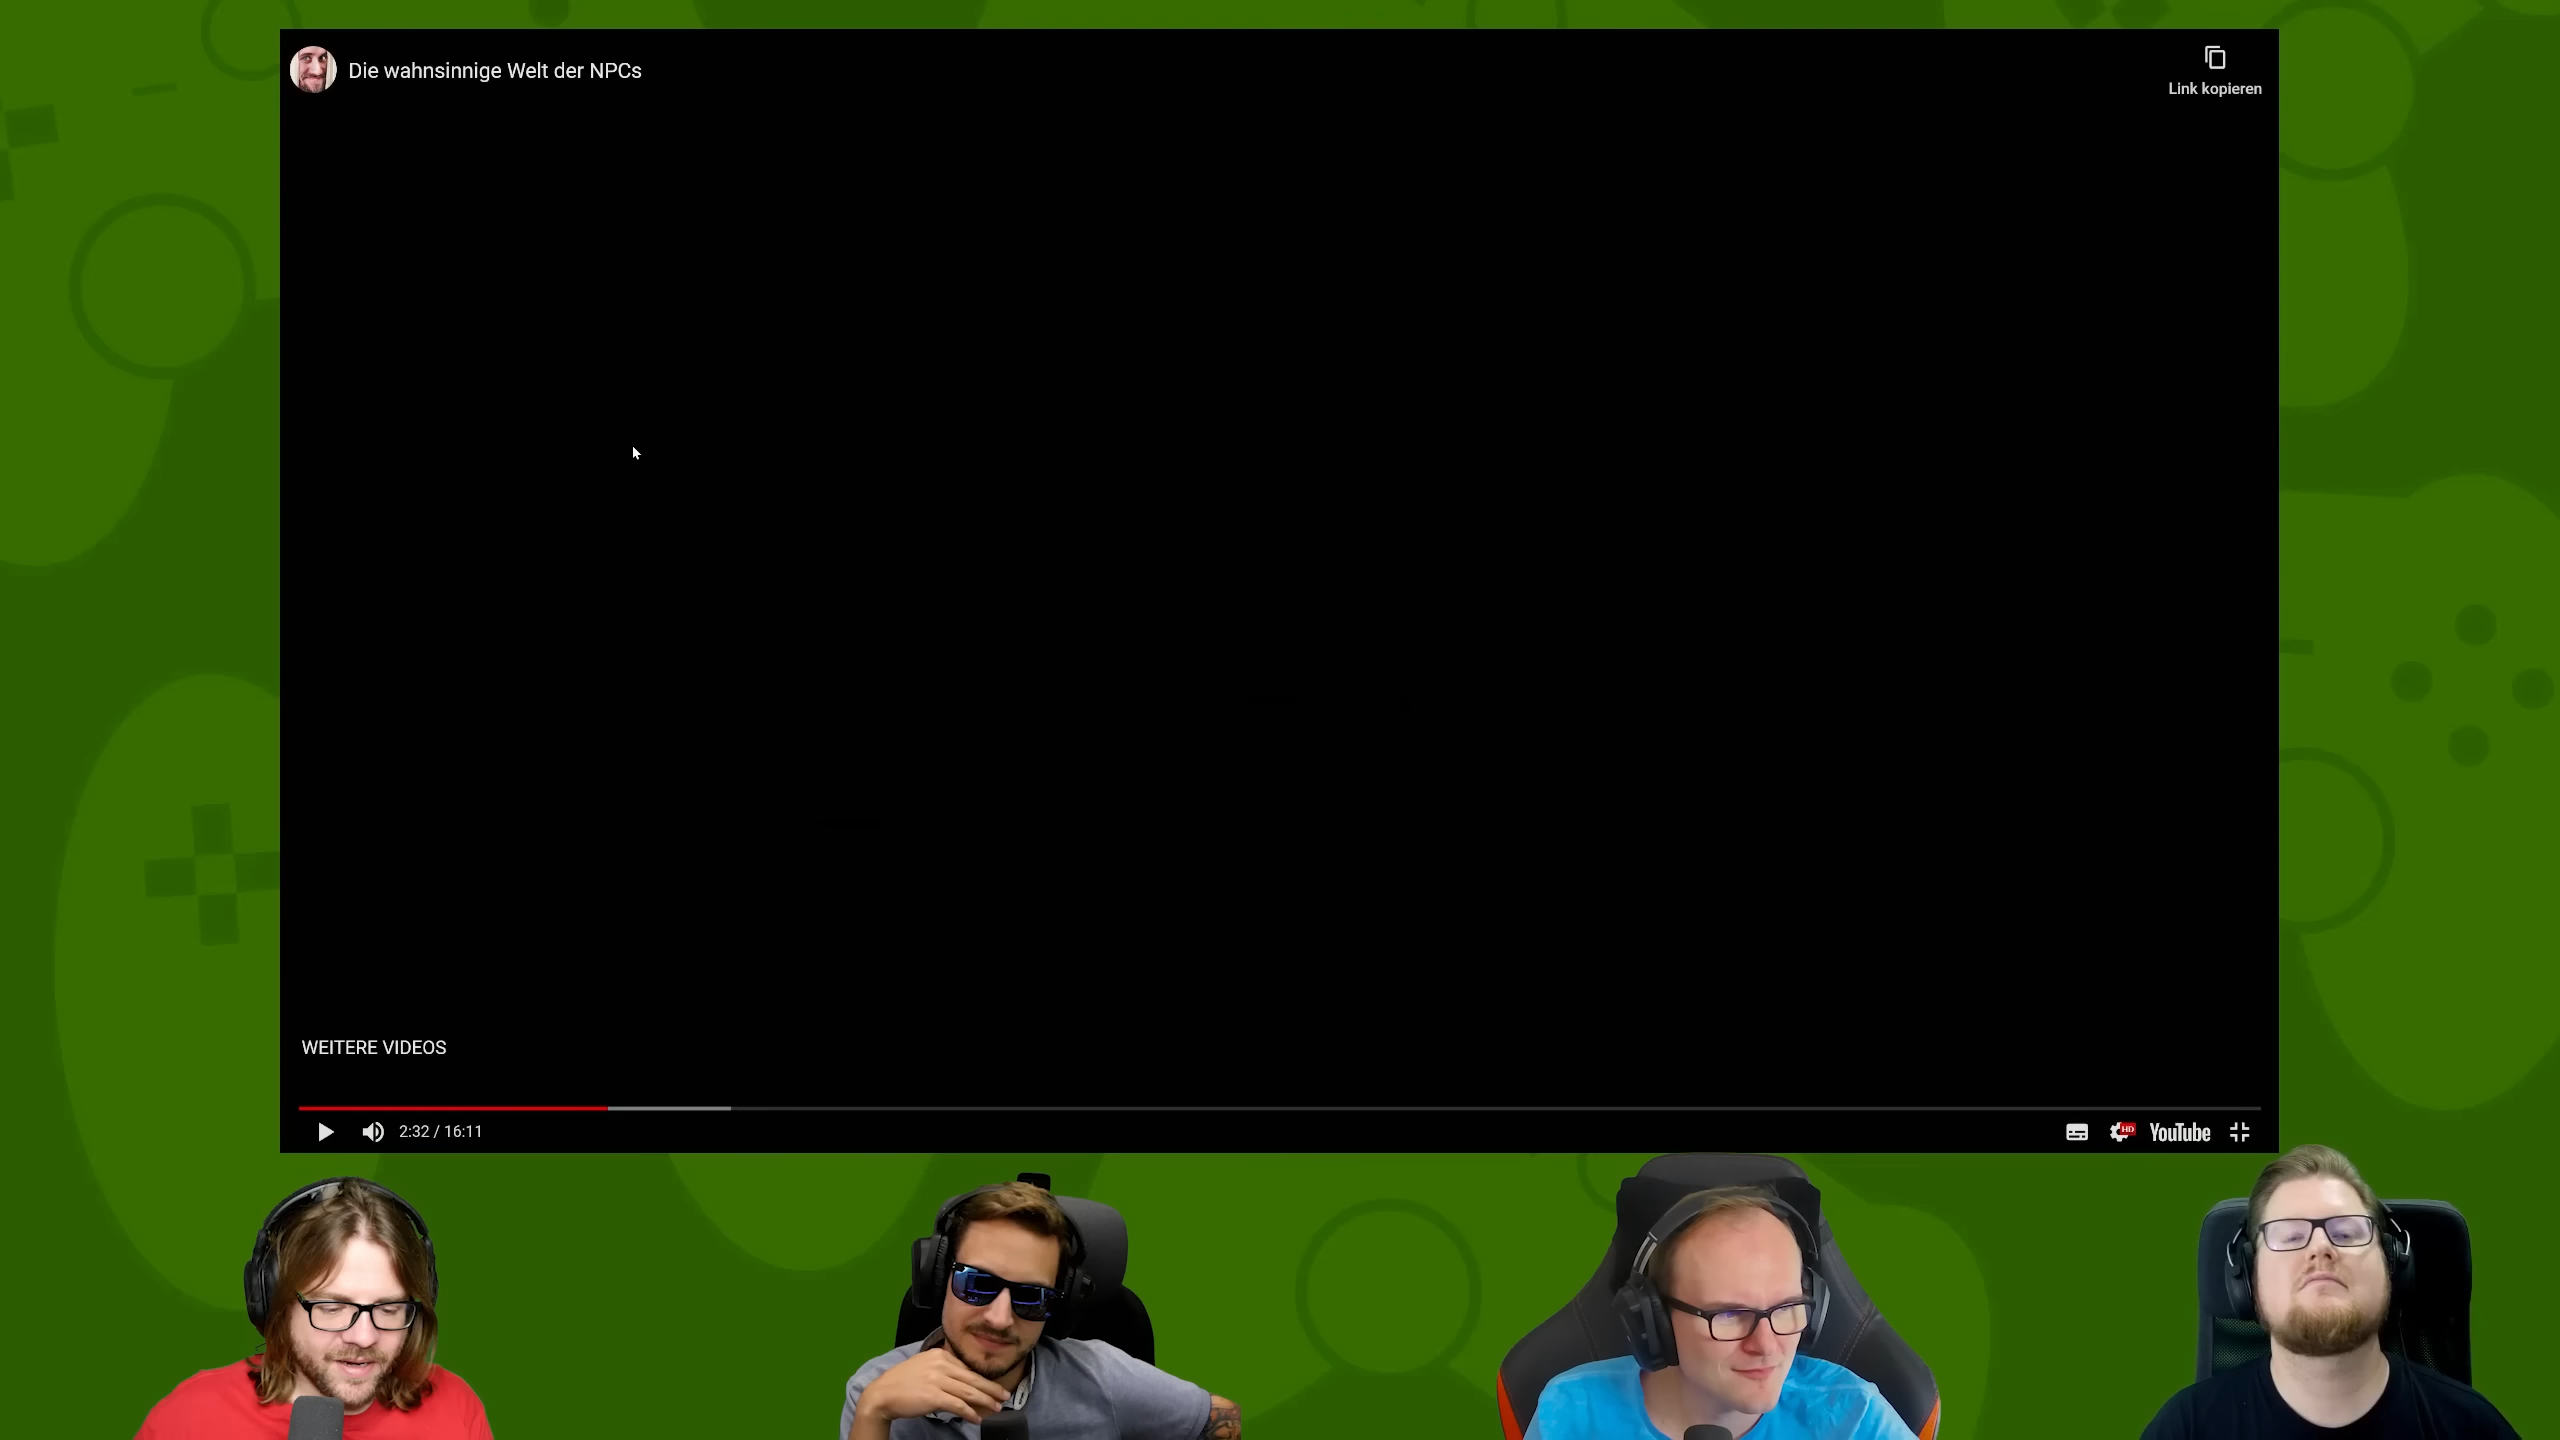 Die wahnsinnige Welt der NPCs
Link kopieren
WEITERE VIDEOS
2:32 / 16:11
HD
YouTube